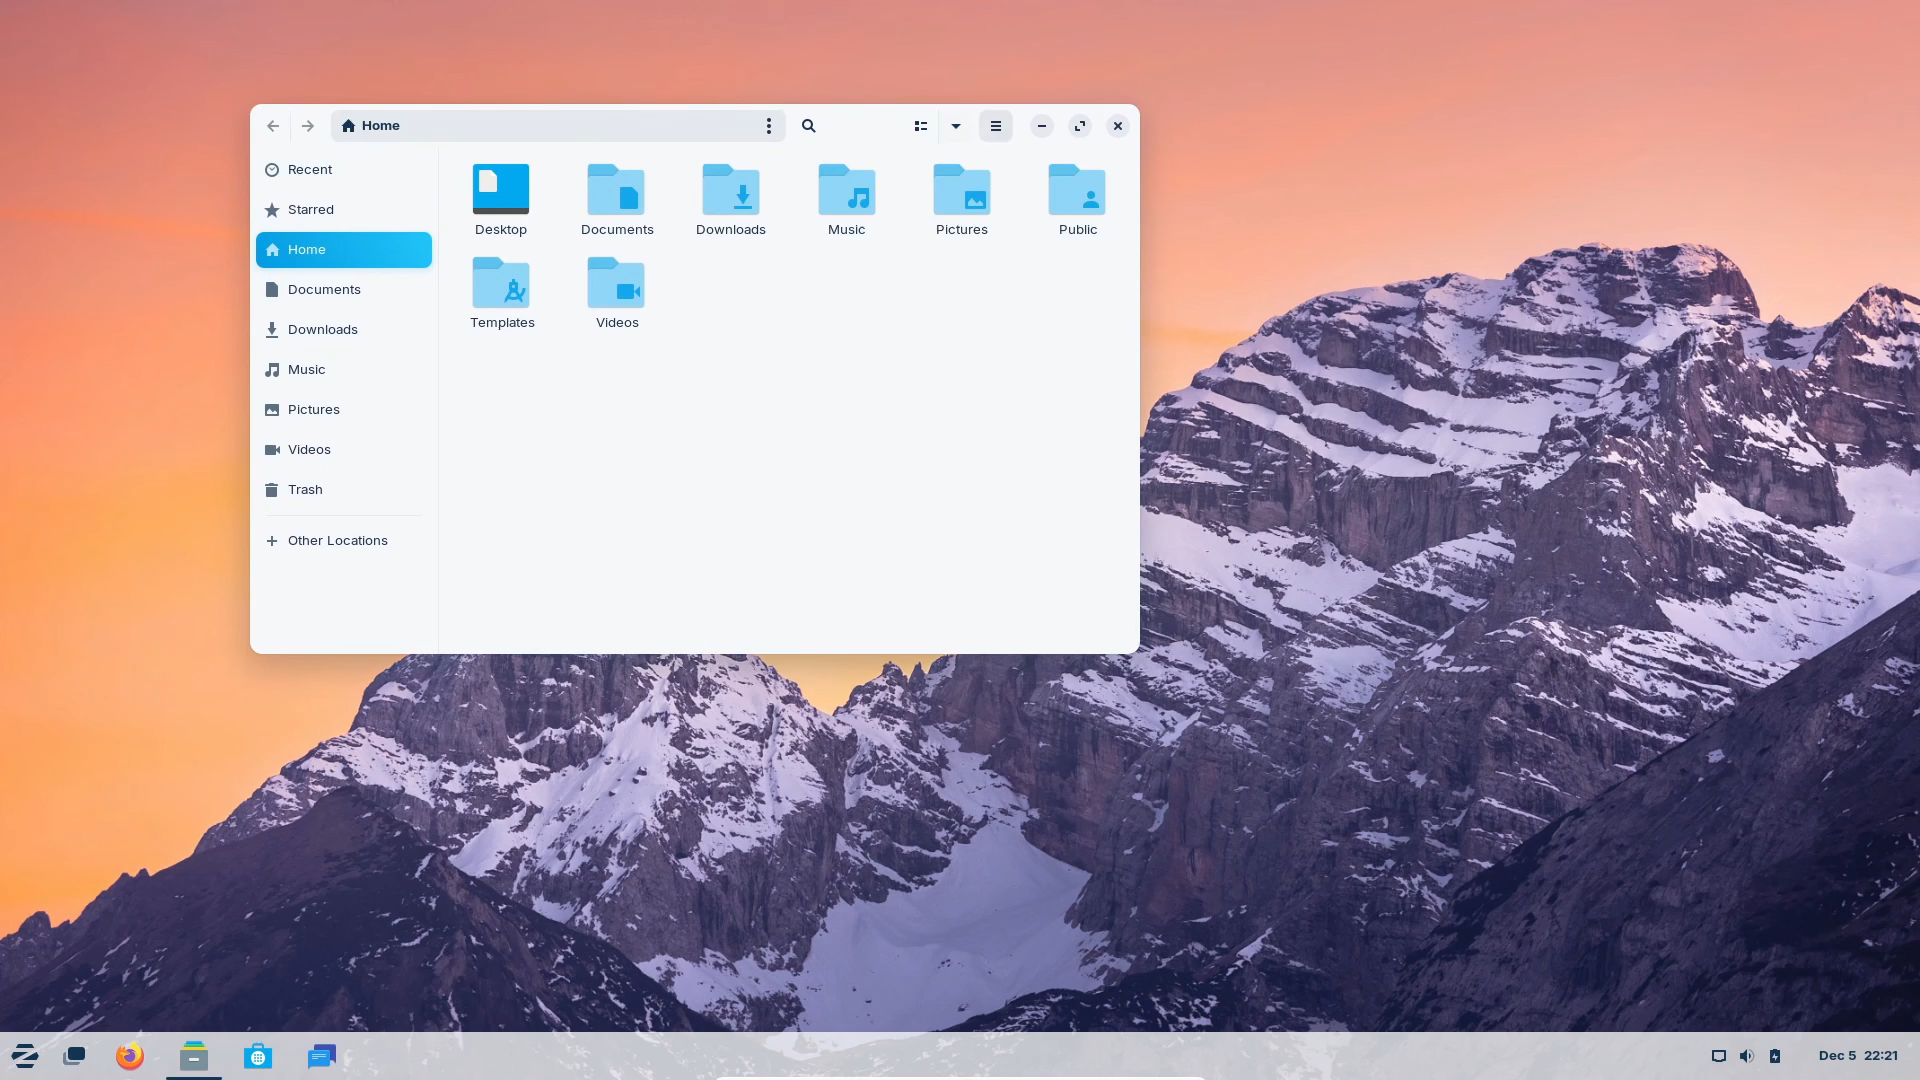 Home
Recent
Starred
Home
Documents
Downloads
Music
Pictures
Videos
Trash
Other Locations
Desktop
Documents
Downloads
Music
Pictures
Public
Templates
Videos
Dec 5 22:21